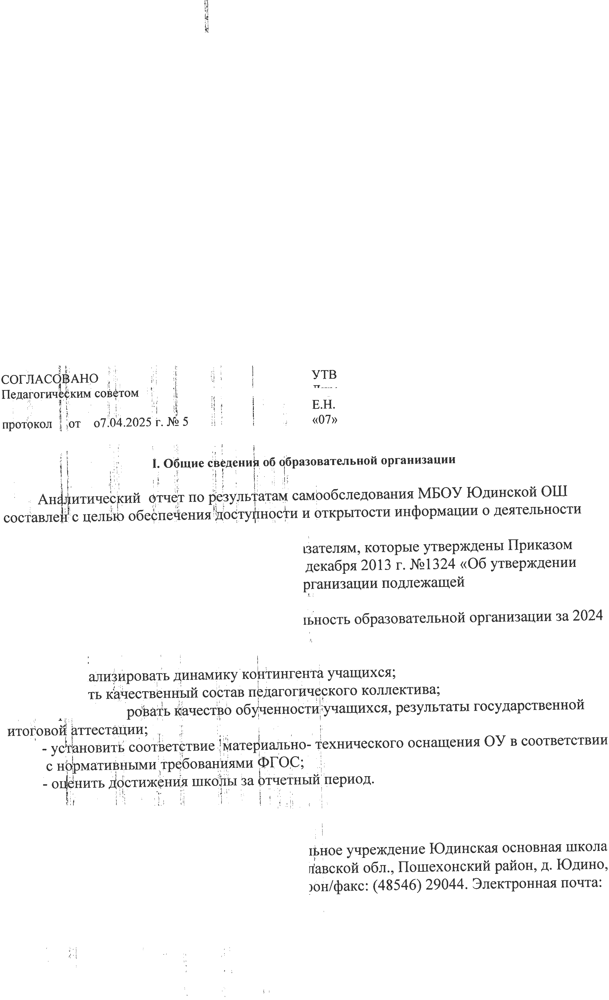 СОГЛАСОВАНО
УТВ
Педагогическим советом
Е.Н.
протокол от о7.04.2025 г. № 5
«07»
I. Общие сведения об образовательной организации
Аналитический отчет по результатам самообследования МБОУ Юдинской ОШ
составлен с целью обеспечения доступности и открытости информации о деятельности
зателям, которые утверждены Приказом
декабря 2013 г. №1324 «Об утверждении
рганизации подлежащей
ьность образовательной организации за 2024
ализировать динамику контингента учащихся;
ть качественный состав педагогического коллектива;
ровать качество обученности учащихся, результаты государственной
итоговой аттестации;
- установить соответствие материально- технического оснащения ОУ в соответствии
с нормативными требованиями ФГОС;
- оценить достижения школы за отчетный период.
ьное учреждение Юдинская основная школа
лавской обл., Пошехонский район, д. Юдино,
он/факс: (48546) 29044. Электронная почта: